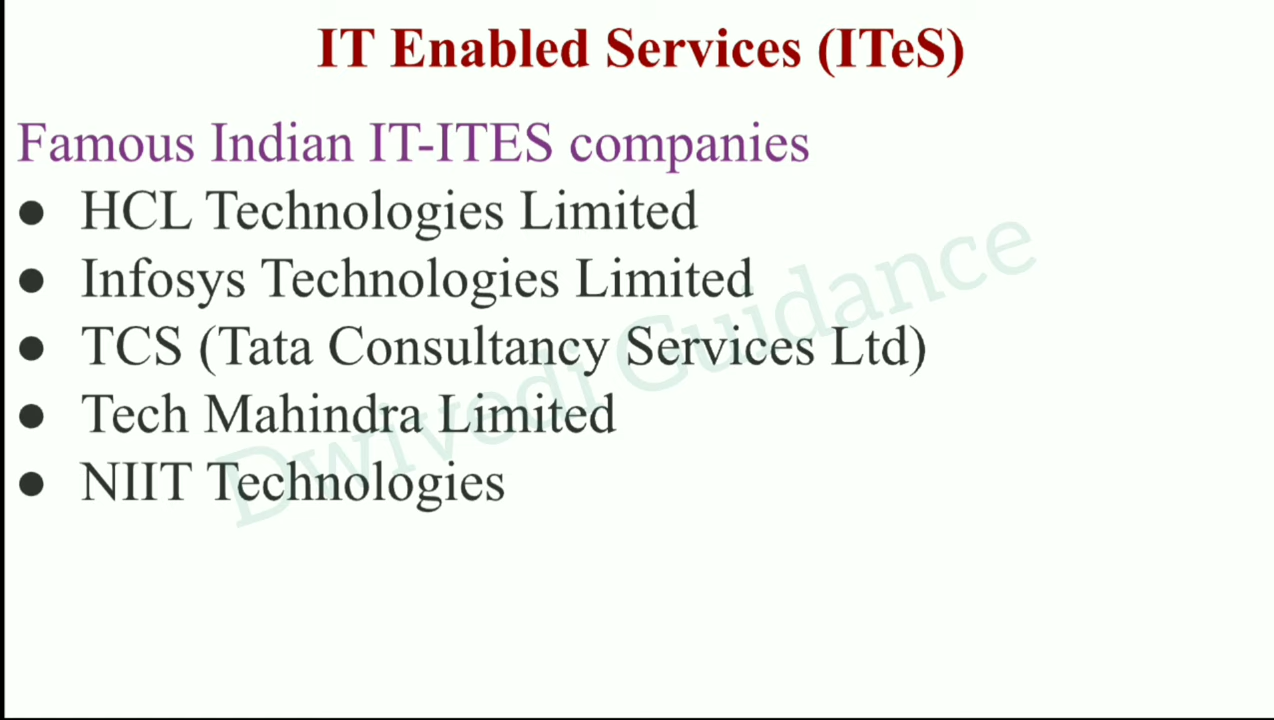 IT Enabled Services (ITeS)
Famous Indian IT-ITES companies
● HCL Technologies Limited
● Infosys Technologies Limited
● TCS (Tata Consultancy Services Ltd)
● Tech Mahindra Limited
● NIIT Technologies
Dwivedi Guidance